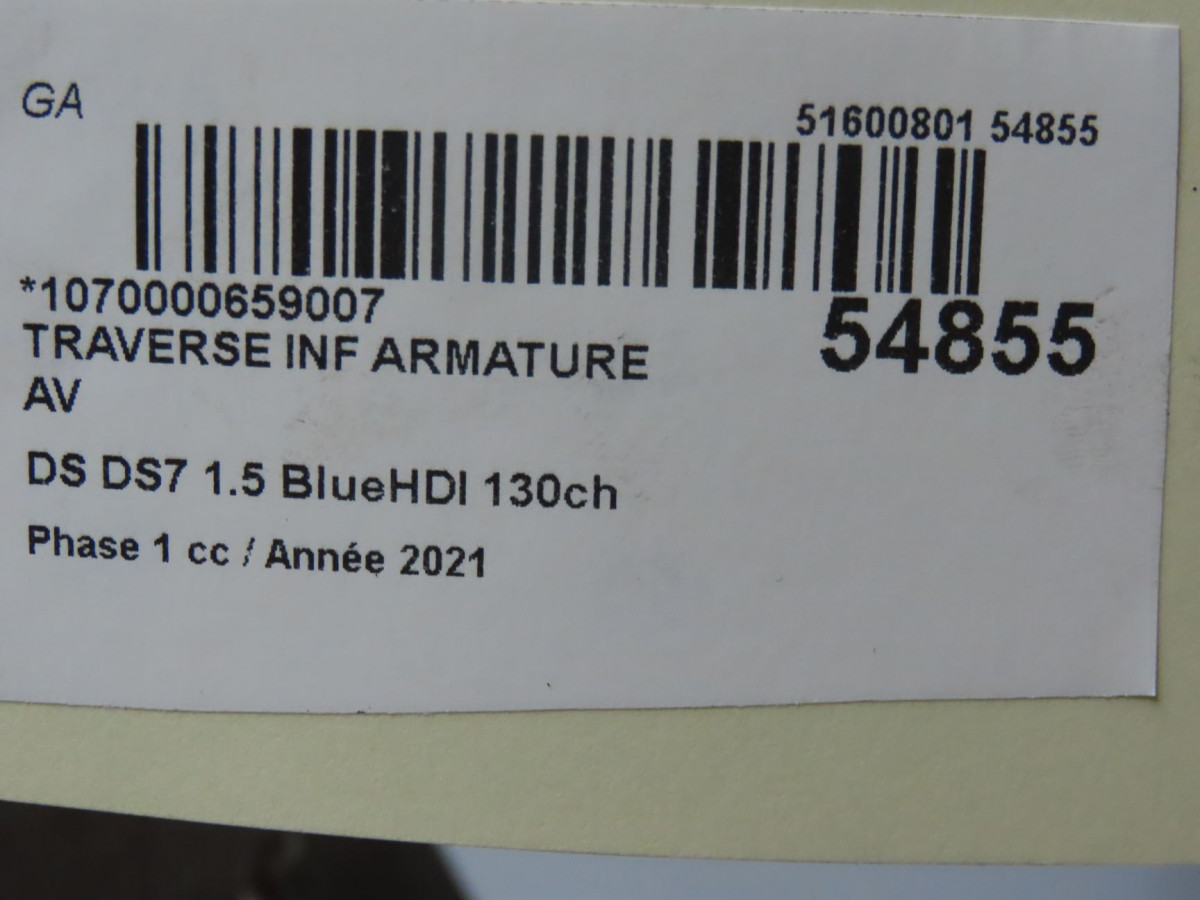 GA
51600801 54855
*1070000659007
54855
TRAVERSE INF ARMATURE
AV
DS DS7 1.5 BlueHDI 130ch
Phase 1 cc / Année 2021